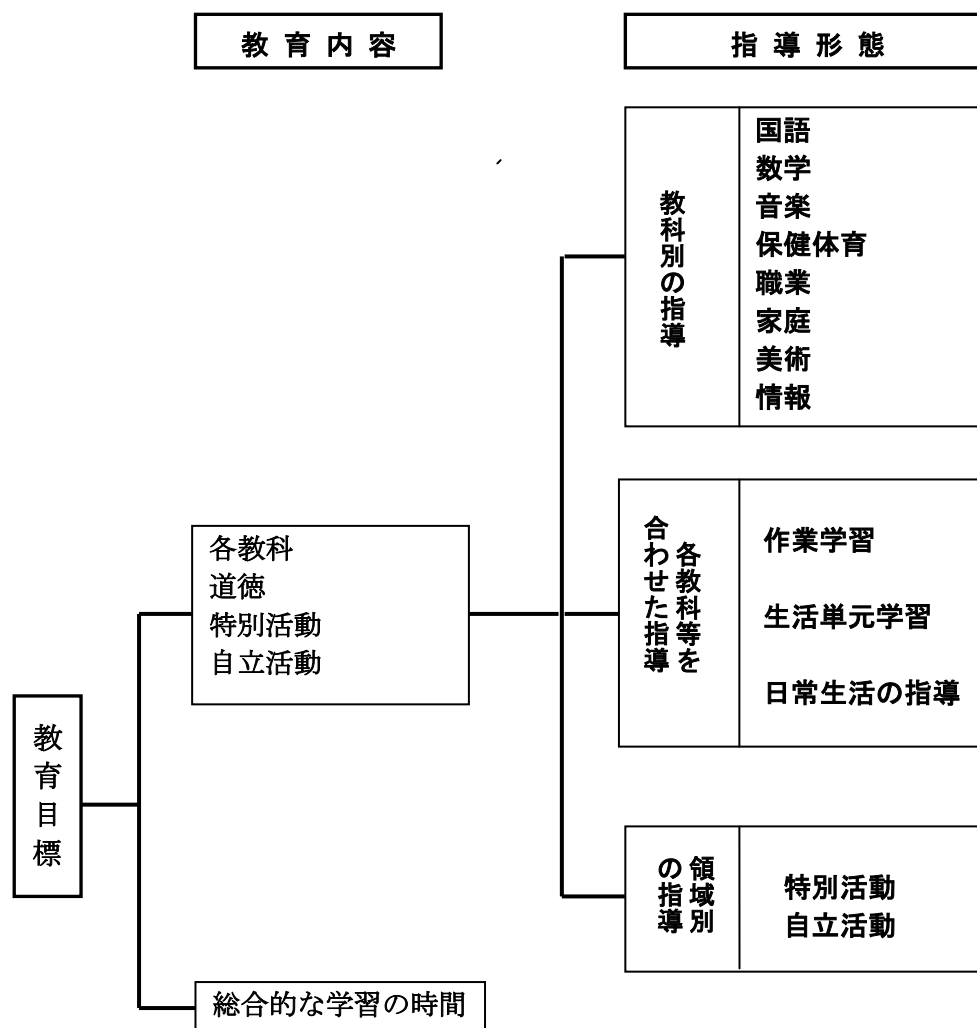 教育内容
指導形態
教育目標
各教科
道徳
特別活動
自立活動
総合的な学習の時間
教科別の指導
国語
数学
音楽
保健体育
職業
家庭
美術
情報
各教科等を
合わせた指導
作業学習
生活単元学習
日常生活の指導
領域別
の指導
特別活動
自立活動